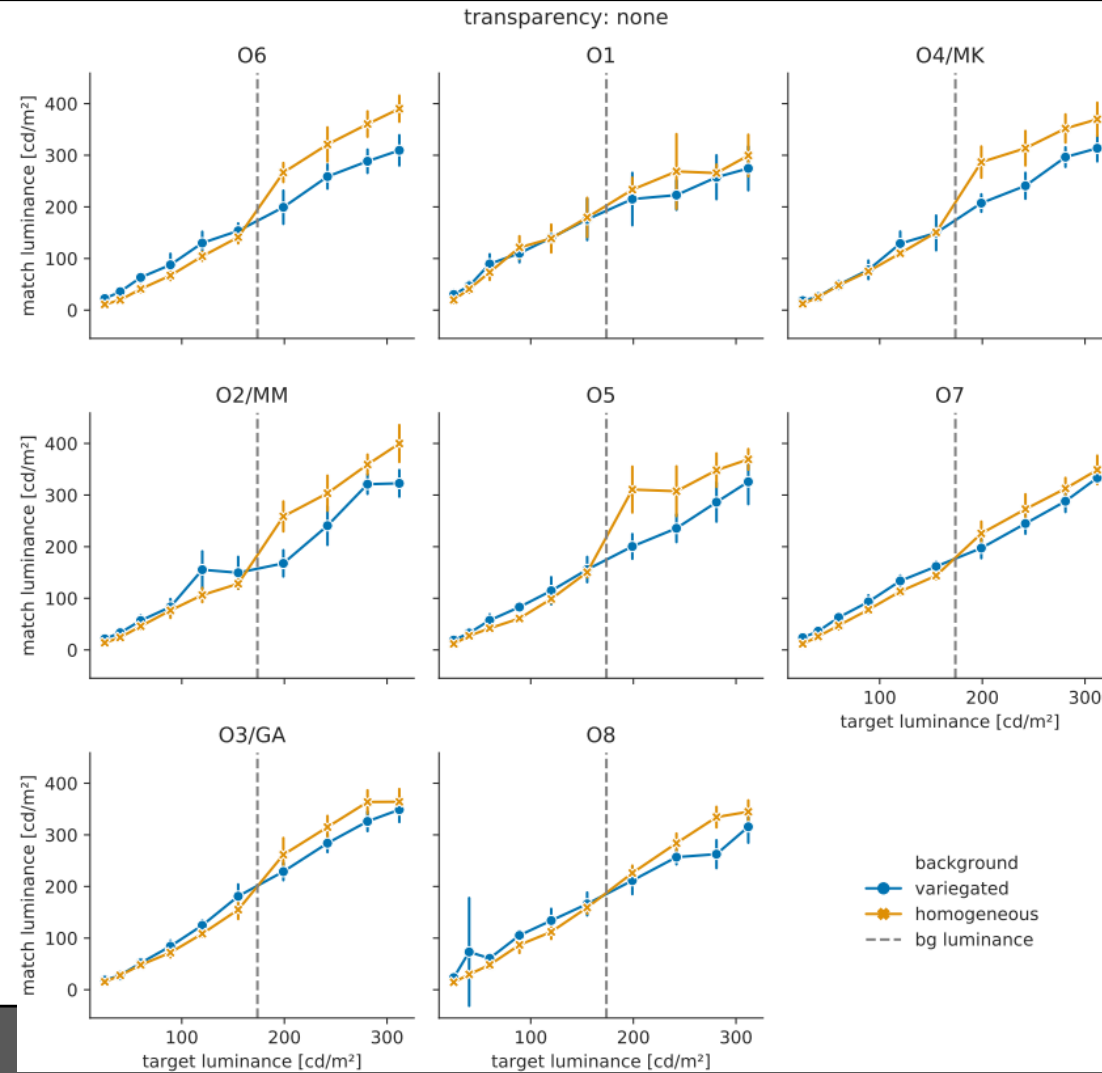 transparency: none
O6
O1
O4/MK
match luminance [cd/m²]
400
300
200
100
0
O2/MM
O5
O7
match luminance [cd/m²]
400
300
200
100
0
100
200
300
target luminance [cd/m²]
O3/GA
O8
match luminance [cd/m²]
400
300
200
100
0
100
200
300
target luminance [cd/m²]
100
200
300
target luminance [cd/m²]
background
variegated
homogeneous
bg luminance